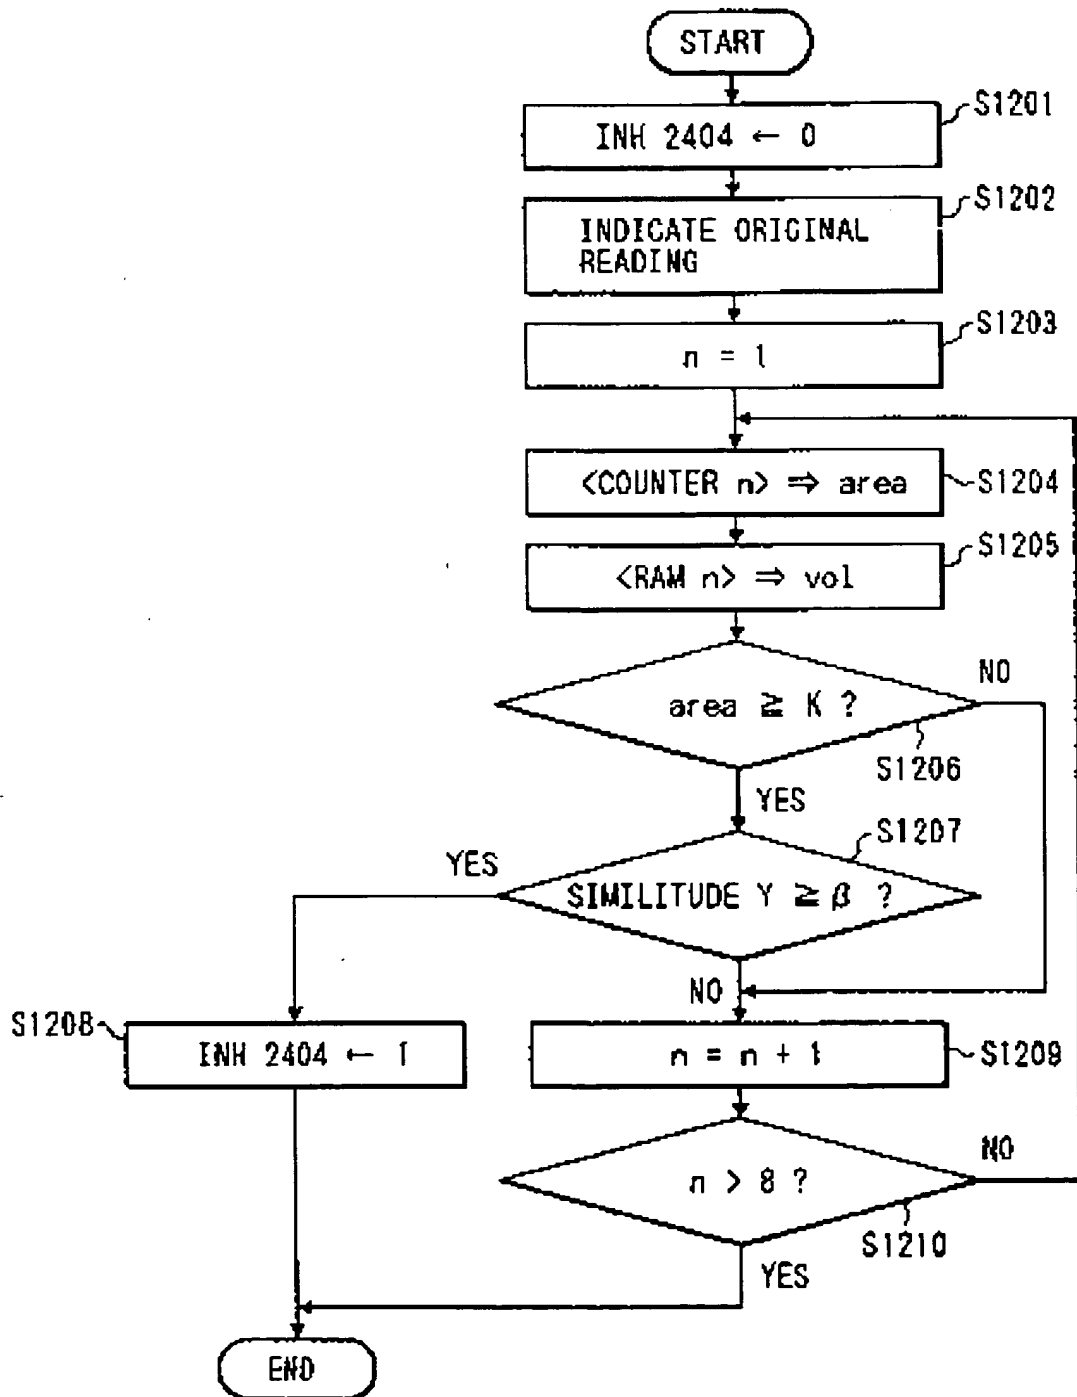 START
INH 2404 ← 0
S1201
INDICATE ORIGINAL
READING
S1202
n = 1
S1203
<COUNTER n> ⇒ area
S1204
<RAM n> ⇒ vol
S1205
area ≧ K ?
NO
S1206
YES
SIMILITUDE Y ≧ β ?
S1207
YES
NO
S1208
INH 2404 ← 1
n = n + 1
S1209
n > 8 ?
NO
S1210
YES
END